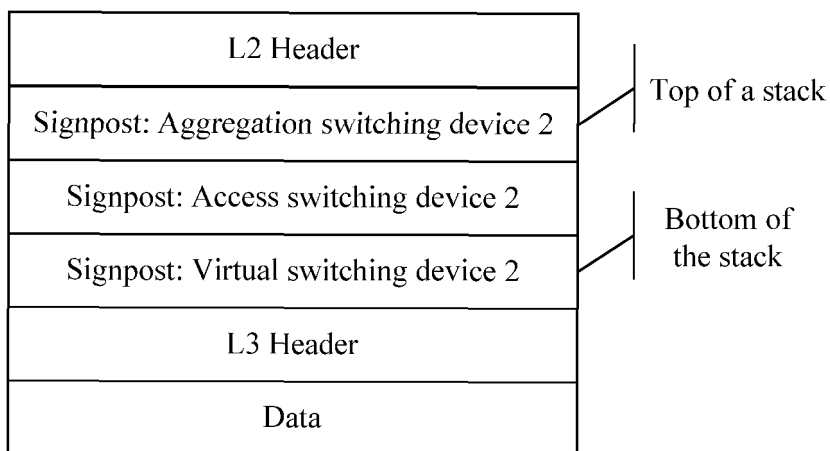 L2 Header
Signpost: Aggregation switching device 2
Top of a stack
Signpost: Access switching device 2
Signpost: Virtual switching device 2
Bottom of
the stack
L3 Header
Data